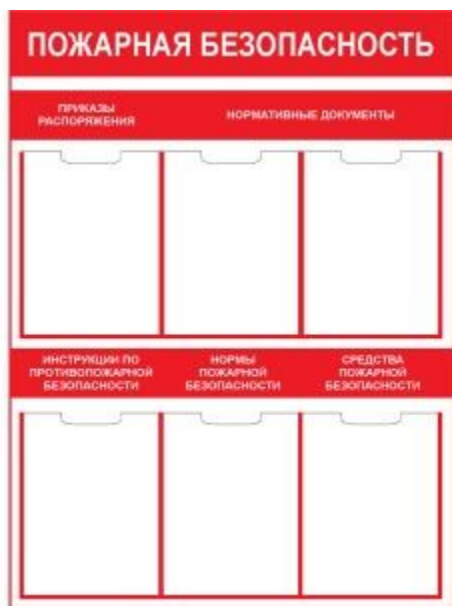 ПОЖАРНАЯ БЕЗОПАСНОСТЬ
ПРИКАЗЫ
РАСПОРЯЖЕНИЯ
НОРМАТИВНЫЕ ДОКУМЕНТЫ
ИНСТРУКЦИИ ПО
ПРОТИВОПОЖАРНОЙ
БЕЗОПАСНОСТИ
НОРМЫ
ПОЖАРНОЙ
БЕЗОПАСНОСТИ
СРЕДСТВА
ПОЖАРНОЙ
БЕЗОПАСНОСТИ